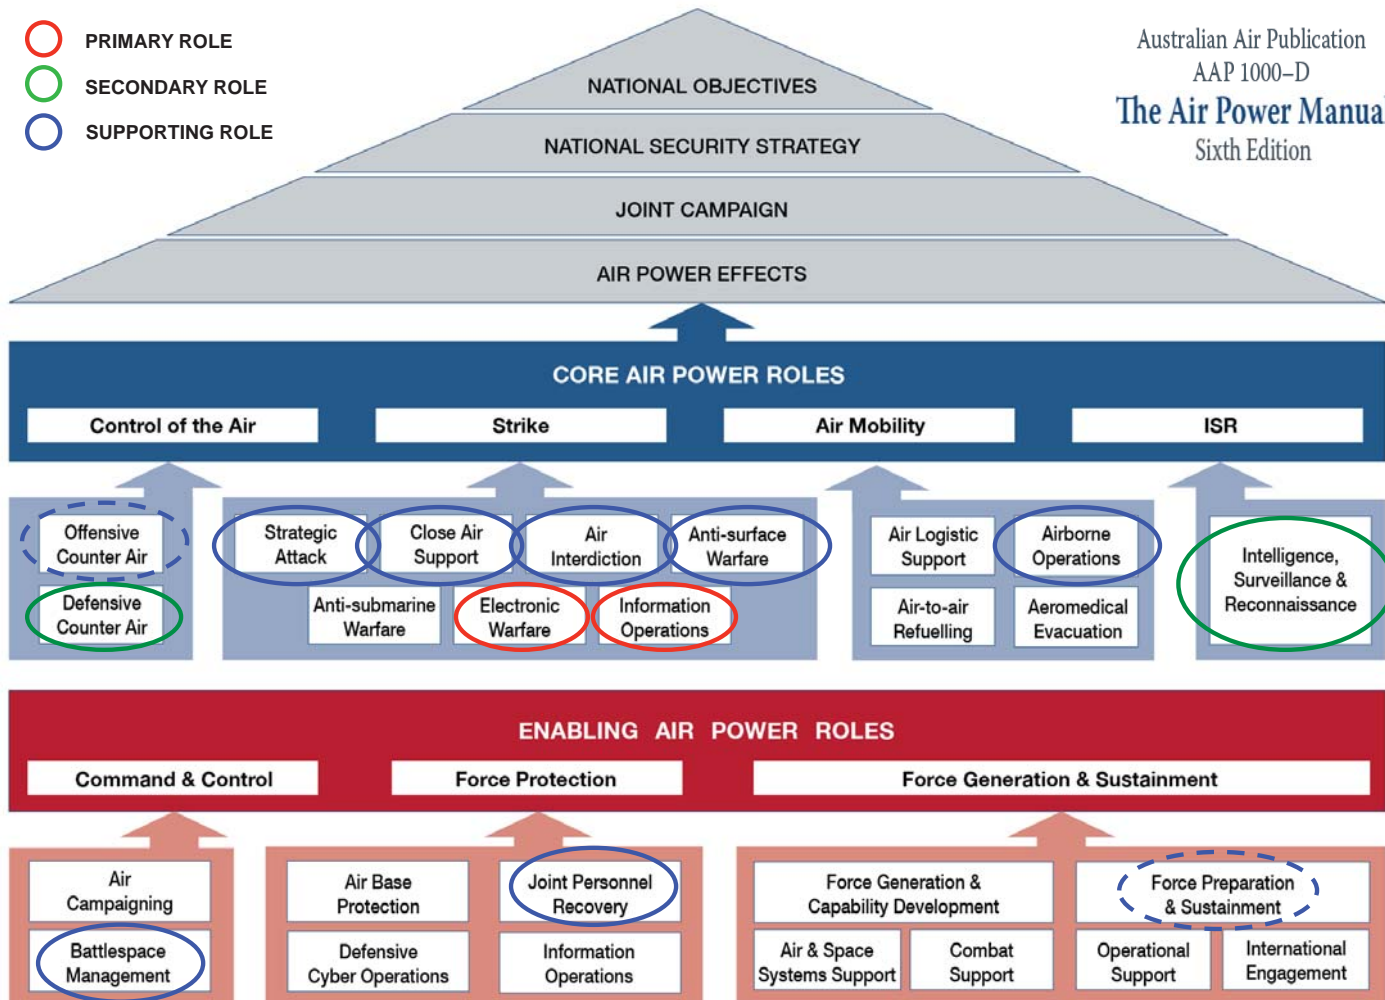 PRIMARY ROLE
SECONDARY ROLE
SUPPORTING ROLE
Australian Air Publication
AAP 1000–D
The Air Power Manual
Sixth Edition
NATIONAL OBJECTIVES
NATIONAL SECURITY STRATEGY
JOINT CAMPAIGN
AIR POWER EFFECTS
CORE AIR POWER ROLES
Control of the Air
Strike
Air Mobility
ISR
Offensive
Counter Air
Defensive
Counter Air
Strategic
Attack
Close Air
Support
Air
Interdiction
Anti-surface
Warfare
Anti-submarine
Warfare
Electronic
Warfare
Information
Operations
Air Logistic
Support
Airborne
Operations
Air-to-air
Refuelling
Aeromedical
Evacuation
Intelligence,
Surveillance &
Reconnaissance
ENABLING AIR POWER ROLES
Command & Control
Force Protection
Force Generation & Sustainment
Air
Campaigning
Battlespace
Management
Air Base
Protection
Joint Personnel
Recovery
Defensive
Cyber Operations
Information
Operations
Force Generation &
Capability Development
Force Preparation
& Sustainment
Air & Space
Systems Support
Combat
Support
Operational
Support
International
Engagement